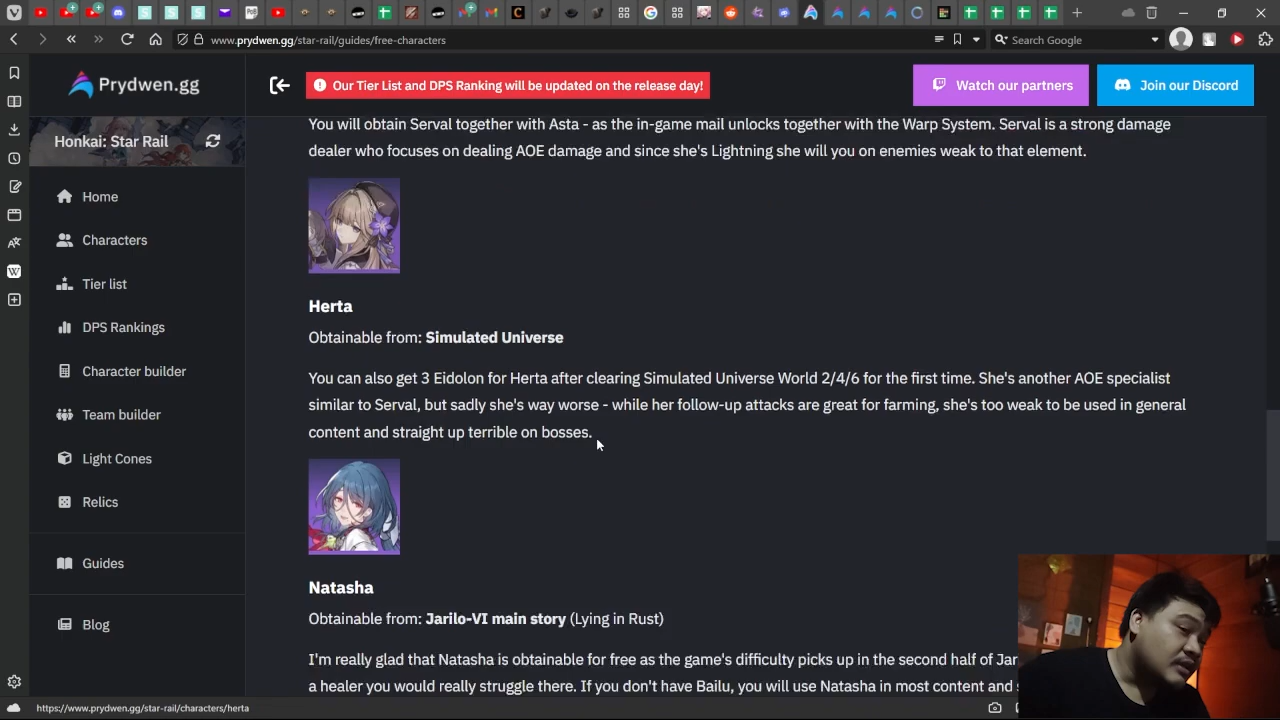 www.prydwen.gg/star-rail/guides/free-characters
Search Google
Prydwen.gg
Our Tier List and DPS Ranking will be updated on the release day!
Watch our partners
Join our Discord
Honkai: Star Rail
Home
Characters
Tier list
DPS Rankings
Character builder
Team builder
Light Cones
Relics
Guides
Blog
You will obtain Serval together with Asta - as the in-game mail unlocks together with the Warp System. Serval is a strong damage
dealer who focuses on dealing AOE damage and since she's Lightning she will you on enemies weak to that element.
Herta
Obtainable from: Simulated Universe
You can also get 3 Eidolon for Herta after clearing Simulated Universe World 2/4/6 for the first time. She's another AOE specialist
similar to Serval, but sadly she's way worse - while her follow-up attacks are great for farming, she's too weak to be used in general
content and straight up terrible on bosses.
Natasha
Obtainable from: Jarilo-VI main story (Lying in Rust)
I'm really glad that Natasha is obtainable for free as the game's difficulty picks up in the second half of Jar
a healer you would really struggle there. If you don't have Bailu, you will use Natasha in most content and s
https://www.prydwen.gg/star-rail/characters/herta